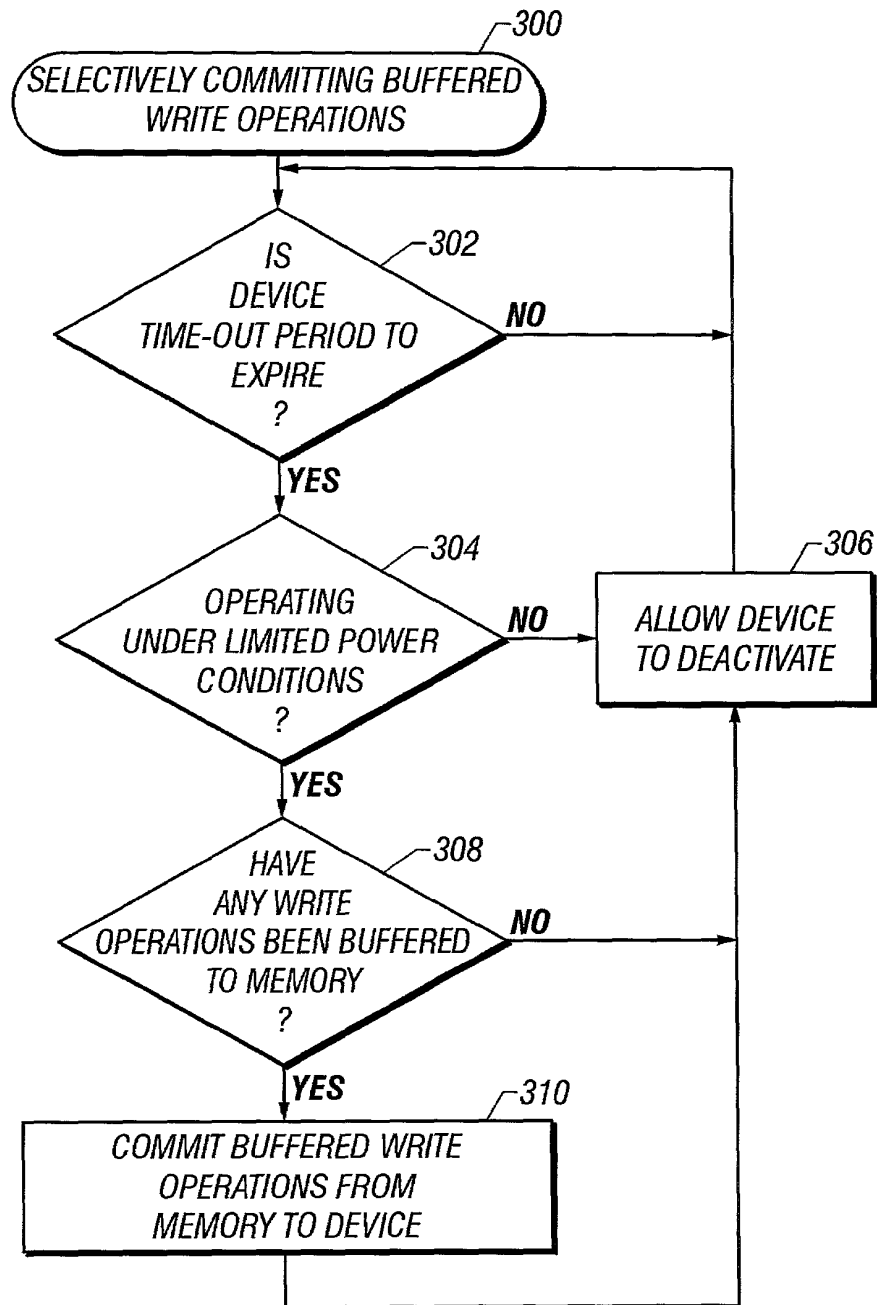 300
SELECTIVELY COMMITTING BUFFERED
WRITE OPERATIONS
302
IS
DEVICE
TIME-OUT PERIOD TO
EXPIRE
?
NO
YES
304
OPERATING
UNDER LIMITED POWER
CONDITIONS
?
NO
306
ALLOW DEVICE
TO DEACTIVATE
YES
308
HAVE
ANY WRITE
OPERATIONS BEEN BUFFERED
TO MEMORY
?
NO
YES
310
COMMIT BUFFERED WRITE
OPERATIONS FROM
MEMORY TO DEVICE